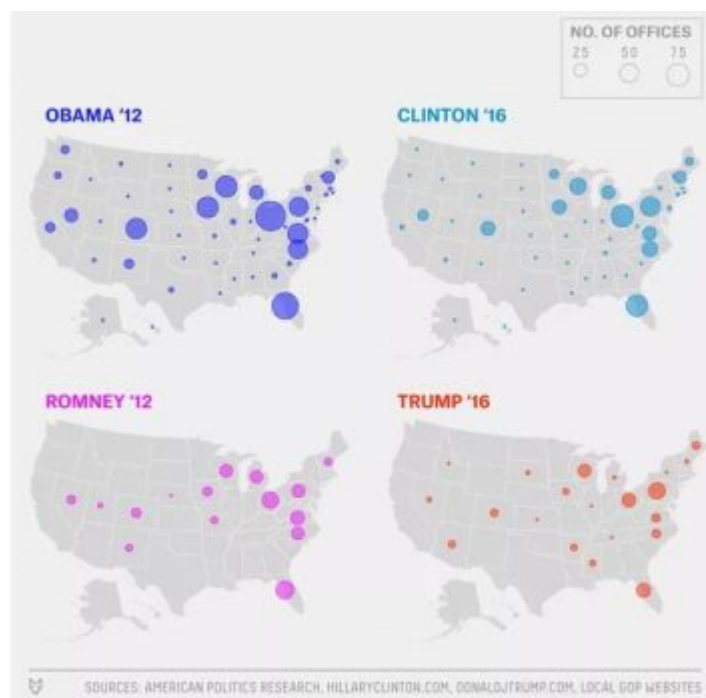 NO. OF OFFICES
25 50 75
OBAMA '12
CLINTON '16
ROMNEY '12
TRUMP '16
SOURCES: AMERICAN POLITICS RESEARCH, HILLARYCLINTON.COM, DONALDJTRUMP.COM, LOCAL GOP WEBSITES